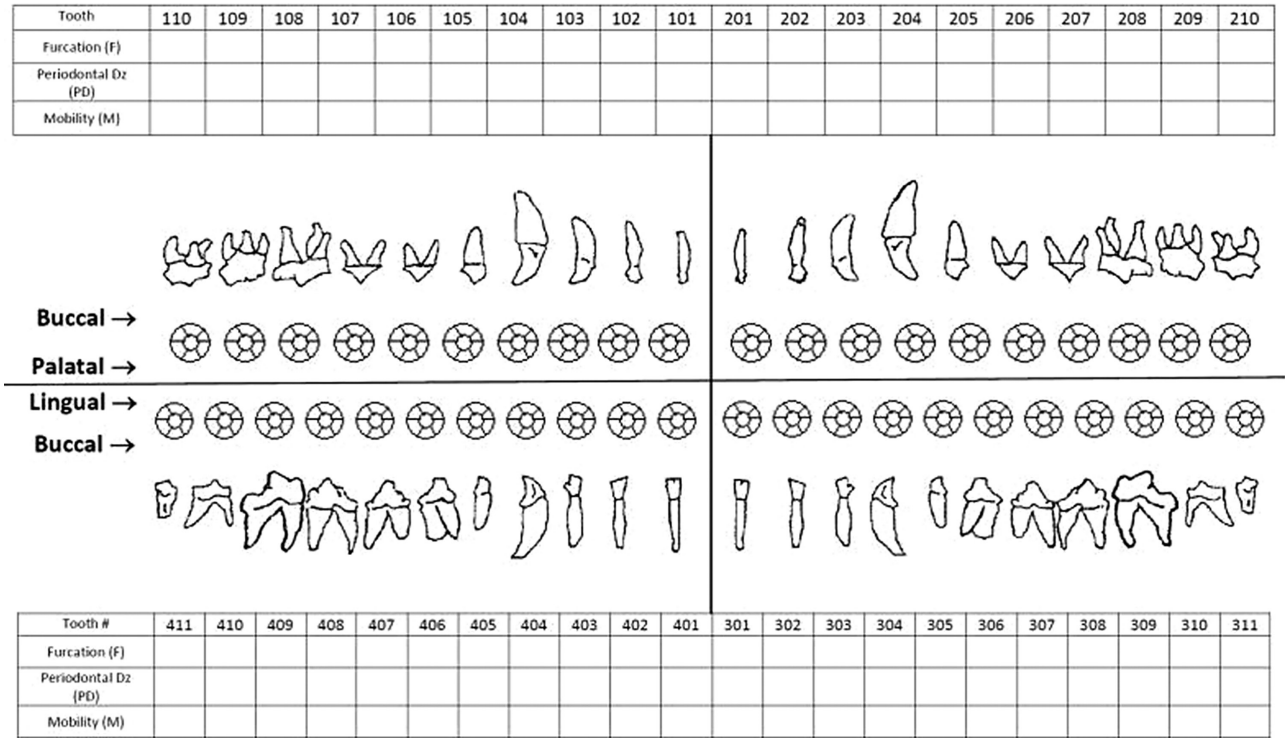 Tooth 110 109 108 107 106 105 104 103 102 101 201 202 203 204 205 206 207 208 209 210
Furcation (F)
Periodontal Dz
(PD)
Mobility (M)
Buccal →
Palatal →
Lingual →
Buccal →
Tooth # 411 410 409 408 407 406 405 404 403 402 401 301 302 303 304 305 306 307 308 309 310 311
Furcation (F)
Periodontal Dz
(PD)
Mobility (M)